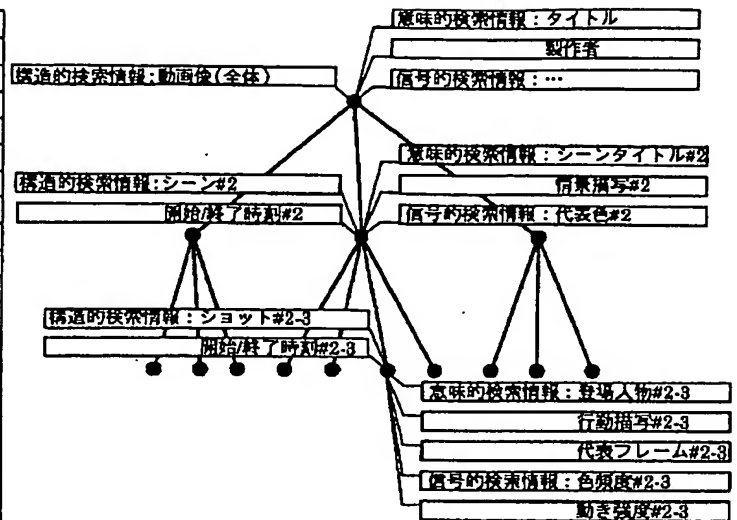 意味的検索情報：タイトル
製作者
構造的検索情報:動画像(全体)
信号的検索情報：…
意味的検索情報：シーンタイトル#2
構造的検索情報:シーン#2
情景描写#2
開始/終了時刻#2
信号的検索情報：代表色#2
構造的検索情報：ショット#2-3
開始/終了時刻#2-3
意味的検索情報：登場人物#2-3
行動描写#2-3
代表フレーム#2-3
信号的検索情報：色頻度#2-3
動き強度#2-3